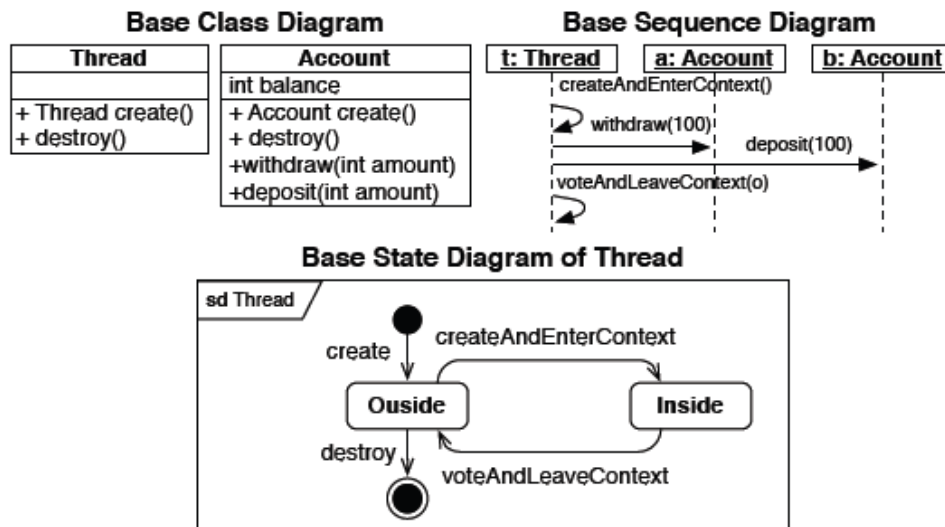 Base Class Diagram
Thread
+ Thread create()
+ destroy()
Account
int balance
+ Account create()
+ destroy()
+withdraw(int amount)
+deposit(int amount)
Base Sequence Diagram
t: Thread
a: Account
b: Account
createAndEnterContext()
withdraw(100)
deposit(100)
voteAndLeaveContext(o)
Base State Diagram of Thread
sd Thread
create
createAndEnterContext
Ouside
Inside
destroy
voteAndLeaveContext